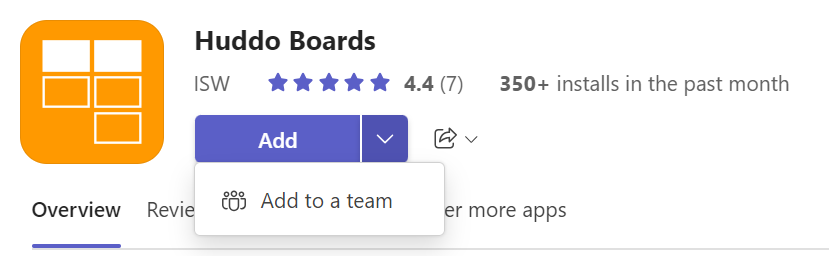 Huddo Boards
ISW 4.4 (7) 350+ installs in the past month
Add
Add to a team
Overview Revie er more apps